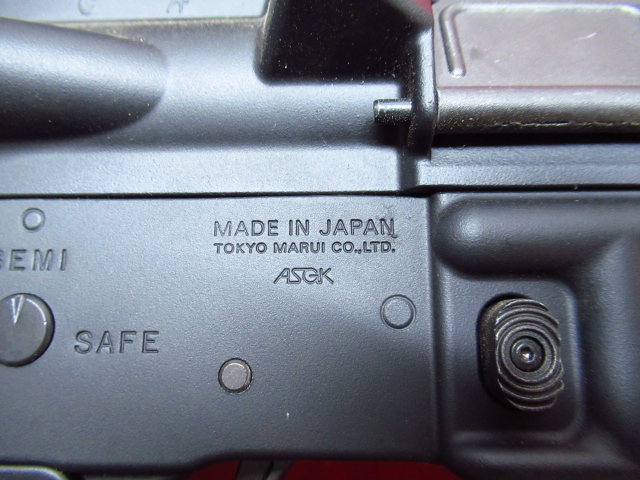 MADE IN JAPAN
TOKYO MARUI CO.,LTD.
ASGK
SEMI
SAFE